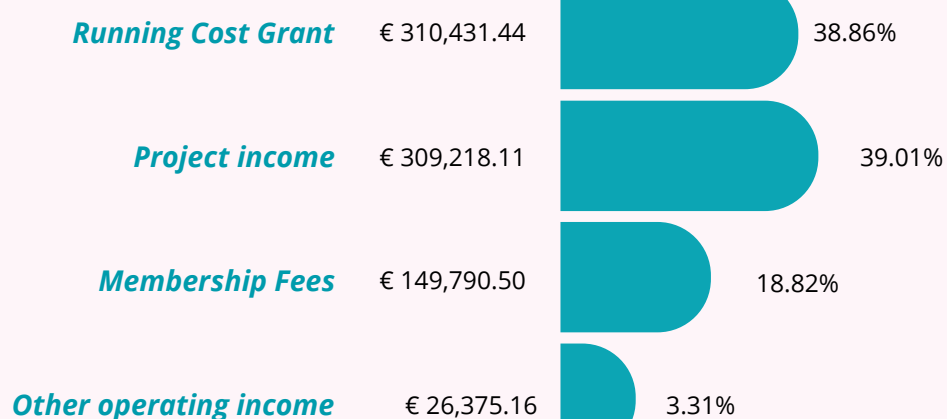 Running Cost Grant € 310,431.44 38.86%
Project income € 309,218.11 39.01%
Membership Fees € 149,790.50 18.82%
Other operating income € 26,375.16 3.31%